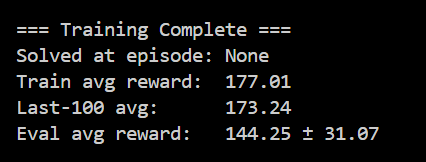 === Training Complete ===
Solved at episode: None
Train avg reward:  177.01
Last-100 avg:      173.24
Eval avg reward:   144.25 ± 31.07